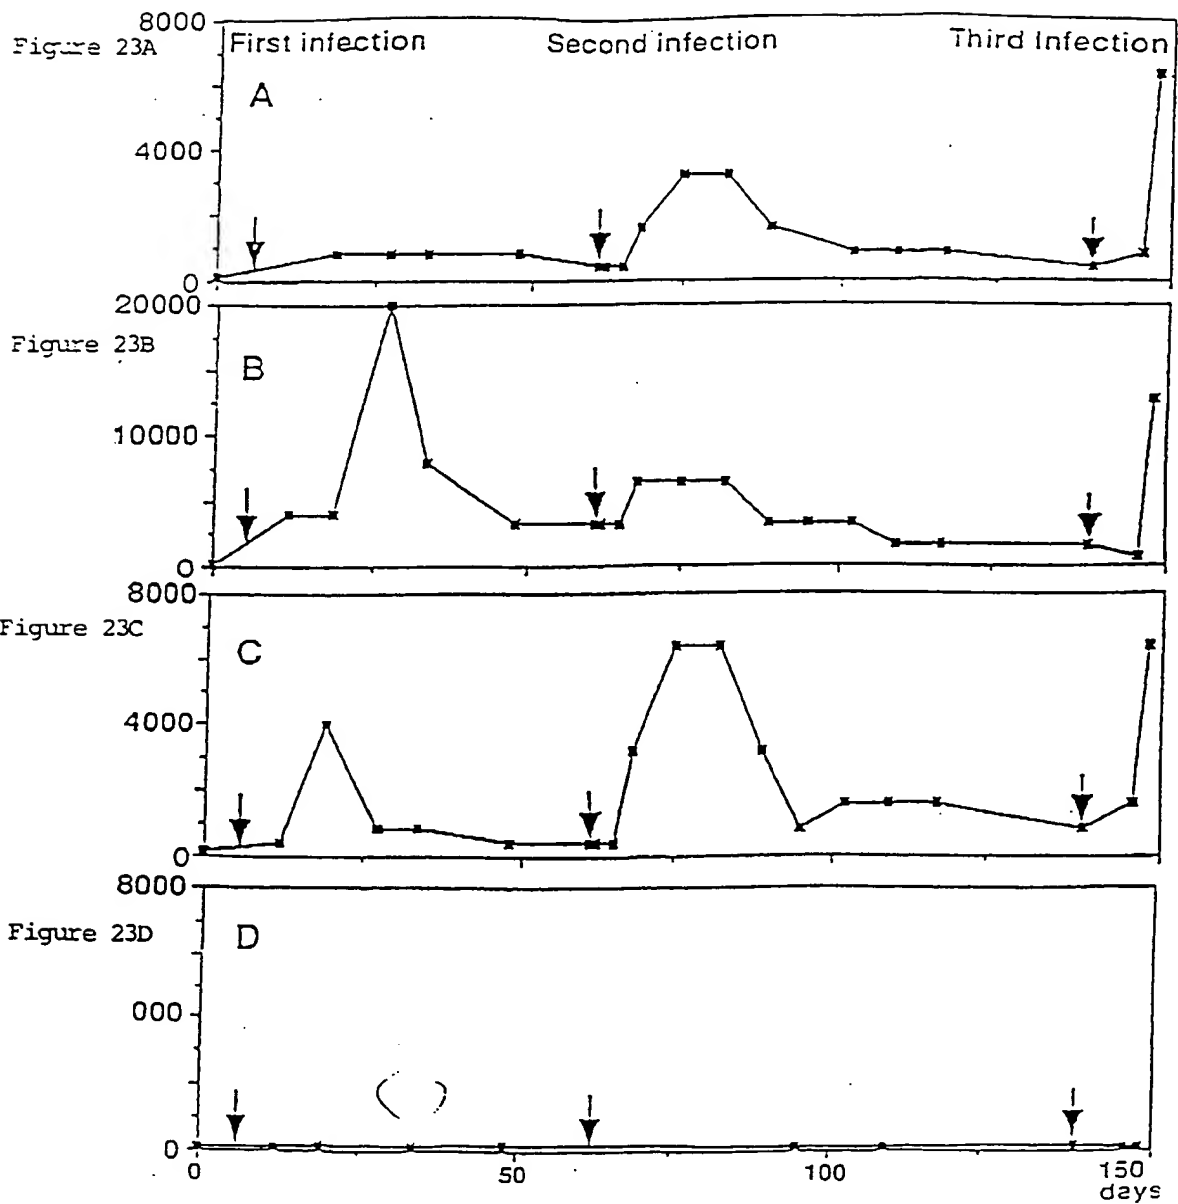 8000
Figure 23A
First infection
Second infection
Third Infection
A
4000
0
20000
Figure 23B
B
10000
0
8000
Figure 23C
C
4000
0
8000
Figure 23D
D
000
0
0
50
100
150
days